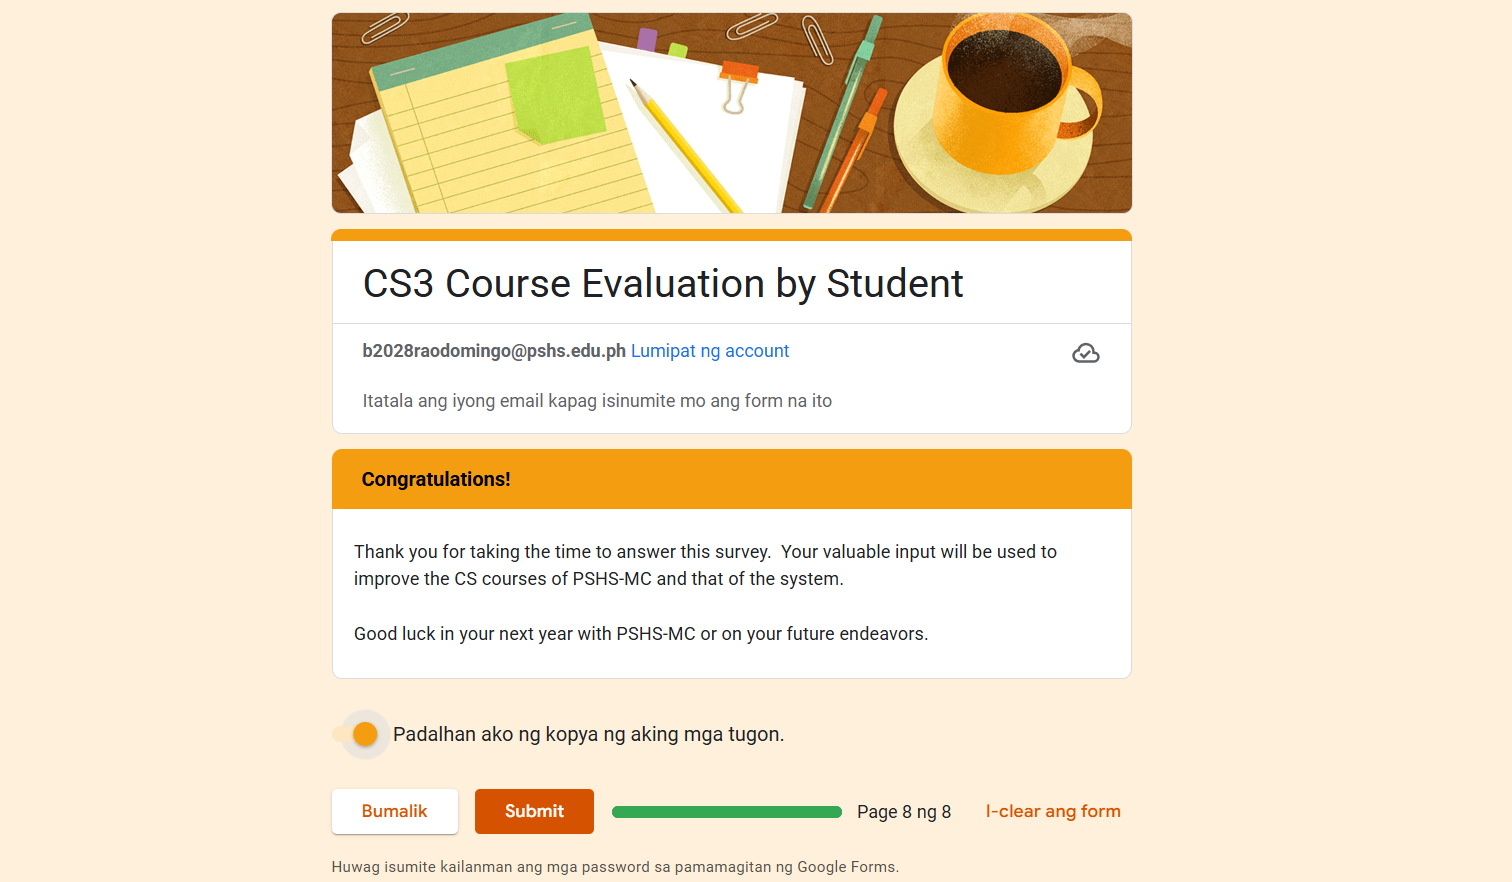 CS3 Course Evaluation by Student
b2028raodomingo@pshs.edu.ph Lumipat ng account
Itatala ang iyong email kapag isinumite mo ang form na ito
Congratulations!
Thank you for taking the time to answer this survey.  Your valuable input will be used to
improve the CS courses of PSHS-MC and that of the system.
Good luck in your next year with PSHS-MC or on your future endeavors.
Padalhan ako ng kopya ng aking mga tugon.
Bumalik Submit Page 8 ng 8 I-clear ang form
Huwag isumite kailanman ang mga password sa pamamagitan ng Google Forms.